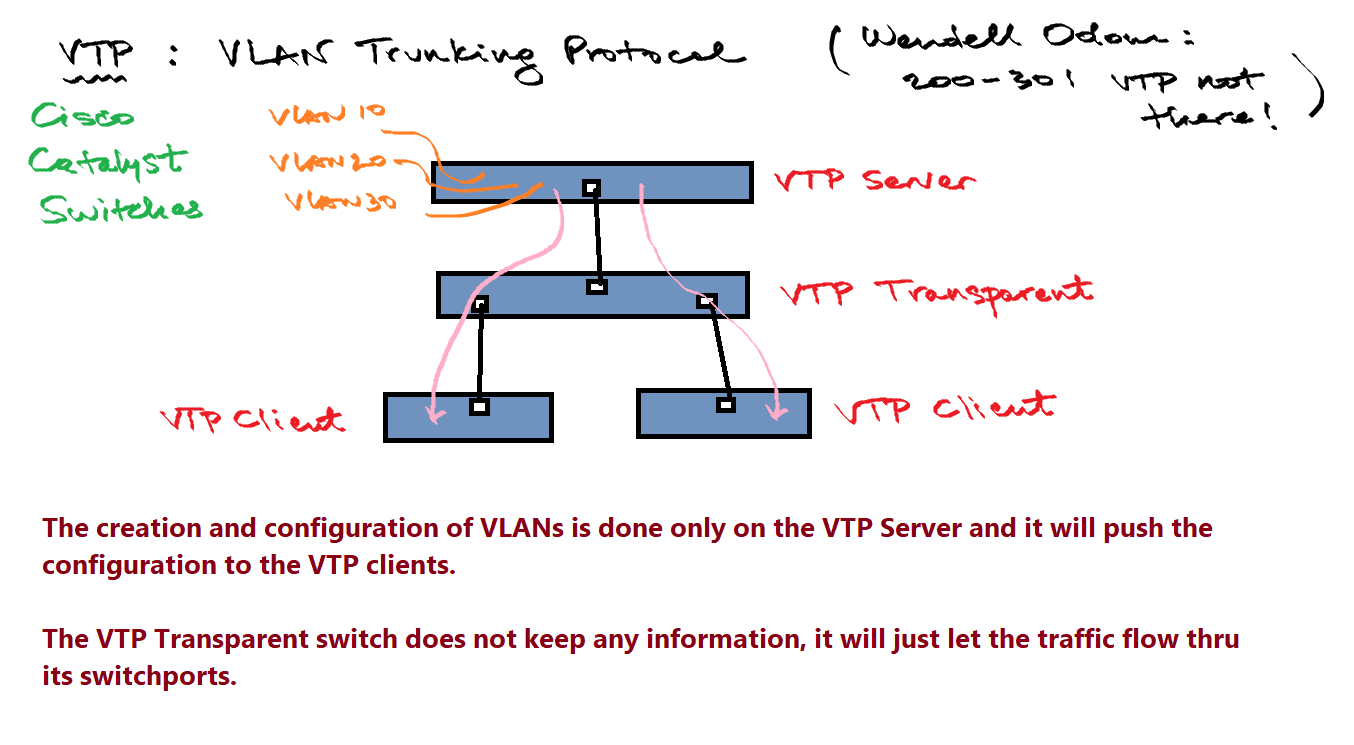 VTP : VLAN Trunking Protocol
(Wendell Odom:
200-301 VTP not
there!)
Cisco
Catalyst
Switches
VLAN 10
VLAN 20
VLAN 30
VTP Server
VTP Transparent
VTP Client
VTP Client
The creation and configuration of VLANs is done only on the VTP Server and it will push the
configuration to the VTP clients.
The VTP Transparent switch does not keep any information, it will just let the traffic flow thru
its switchports.